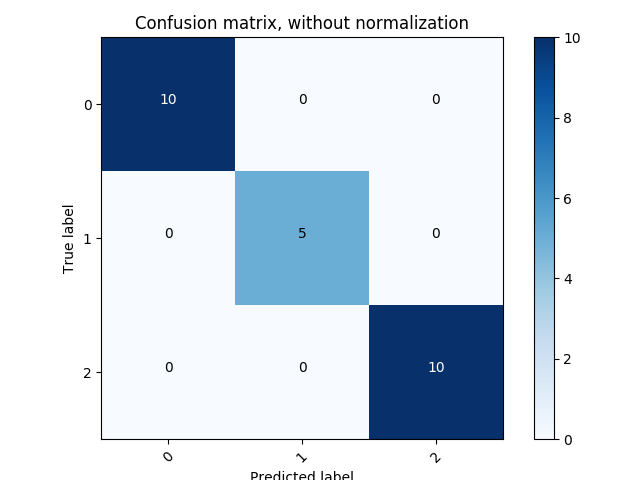 Confusion matrix, without normalization
10
0 10 0 0
8
6
True label
1 0 5 0
4
2 0 0 10
2
0
0 1 2
Predicted label